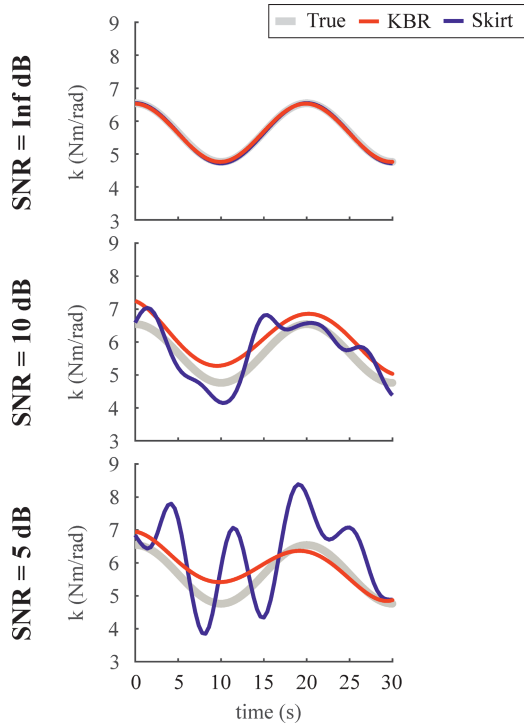 True KBR Skirt
SNR = Inf dB
k (Nm/rad)
9
8
7
6
5
4
3
SNR = 10 dB
k (Nm/rad)
9
8
7
6
5
4
3
SNR = 5 dB
k (Nm/rad)
9
8
7
6
5
4
3
0 5 10 15 20 25 30
time (s)